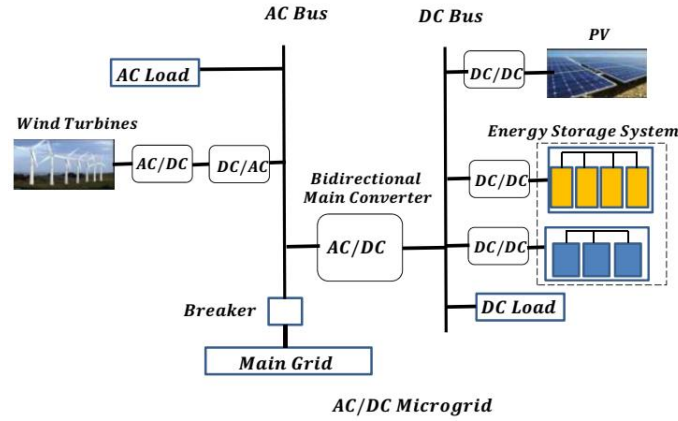 AC Bus
DC Bus
PV
AC Load
DC/DC
Wind Turbines
Energy Storage System
AC/DC
DC/AC
DC/DC
Bidirectional
Main Converter
AC/DC
DC/DC
Breaker
DC Load
Main Grid
AC/DC Microgrid